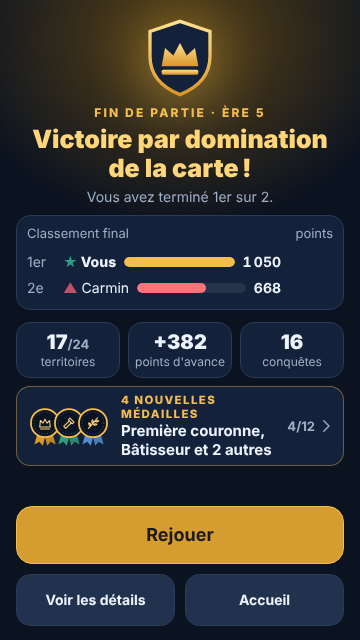 FIN DE PARTIE · ÈRE 5
Victoire par domination
de la carte !
Vous avez terminé 1er sur 2.
Classement final points
1er Vous 1 050
2e Carmin 668
17/24 +382 16
territoires points d'avance conquêtes
4 NOUVELLES
MÉDAILLES
Première couronne,
Bâtisseur et 2 autres
4/12
Rejouer
Voir les détails Accueil